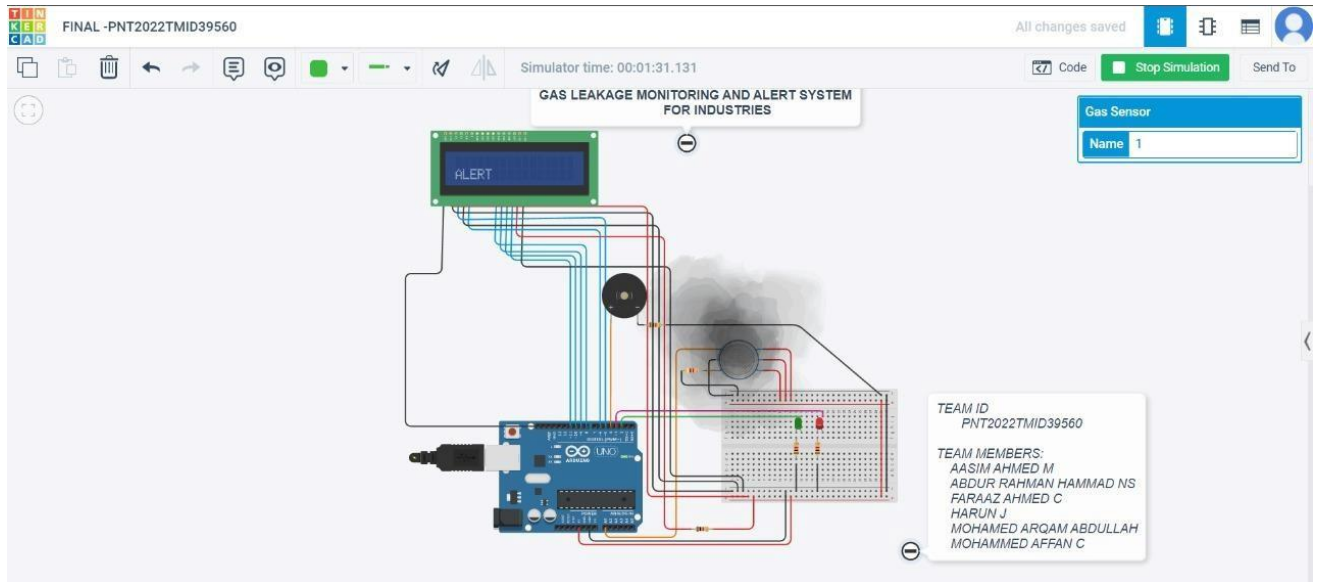 TIN
KER
CAD
FINAL -PNT2022TMID39560
All changes saved
Simulator time: 00:01:31.131
Code
Stop Simulation
Send To
GAS LEAKAGE MONITORING AND ALERT SYSTEM
FOR INDUSTRIES
Gas Sensor
Name 1
ALERT
UNO
ARDUINO
TEAM ID
PNT2022TMID39560
TEAM MEMBERS:
AASIM AHMED M
ABDUR RAHMAN HAMMAD NS
FARAAZ AHMED C
HARUN J
MOHAMED ARQAM ABDULLAH
MOHAMMED AFFAN C